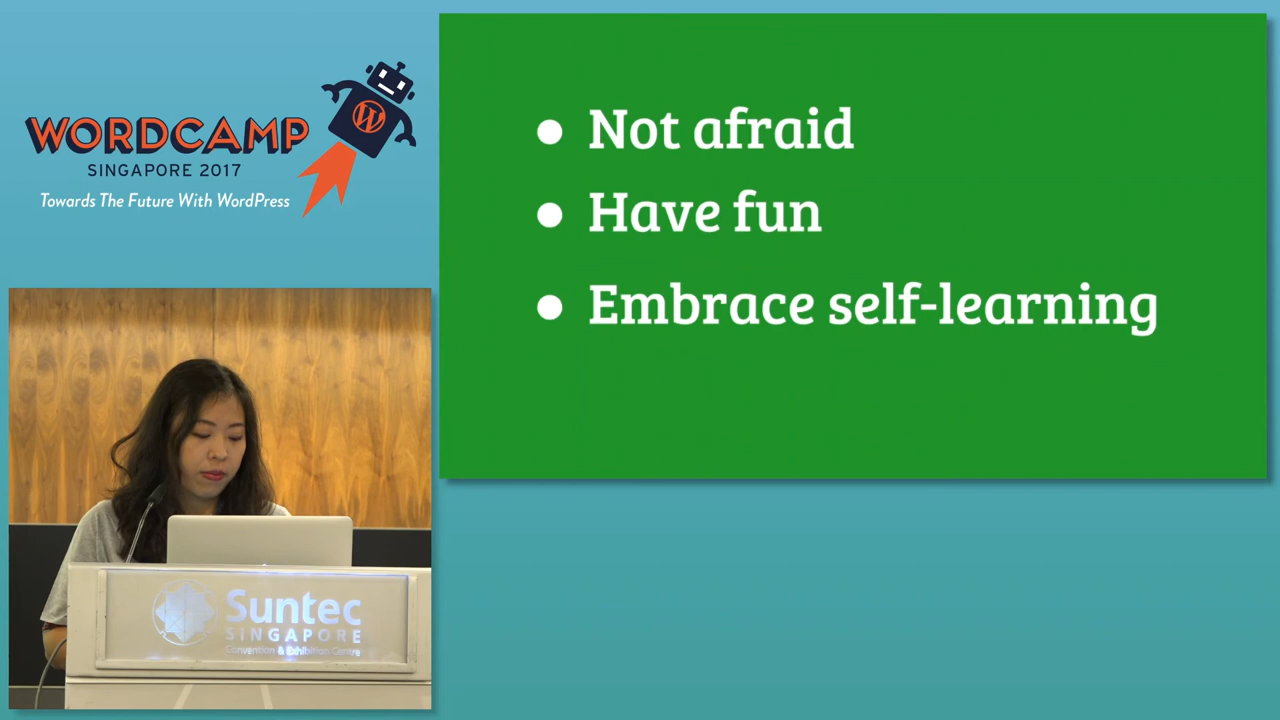 WORDCAMP
SINGAPORE 2017
Towards The Future With WordPress
Not afraid
Have fun
Embrace self-learning
Suntec
SINGAPORE
Convention & Exhibition Centre